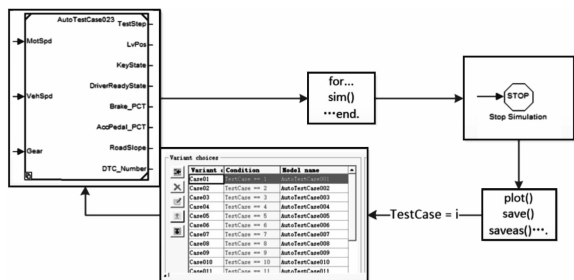 AutoTestCase023
TestStep
MotSpd
LvPos
KeyState
DriverReadyState
VehSpd
Brake_PCT
AccPedal_PCT
RoadSlope
Gear
DTC_Number
for...
sim()
…end.
STOP
Stop Simulation
plot()
save()
saveas()….
TestCase = i
Variant choices
Variant c Condition Model name
Case01 TestCase == 1 AutoTestCase001
Case02 TestCase == 2 AutoTestCase002
Case03 TestCase == 3 AutoTestCase003
Case04 TestCase == 4 AutoTestCase004
Case05 TestCase == 5 AutoTestCase005
Case06 TestCase == 6 AutoTestCase006
Case07 TestCase == 7 AutoTestCase007
Case08 TestCase == 8 AutoTestCase008
Case09 TestCase == 9 AutoTestCase009
Case010 TestCase == 10 AutoTestCase010
Case011 TestCase == 11 AutoTestCase011